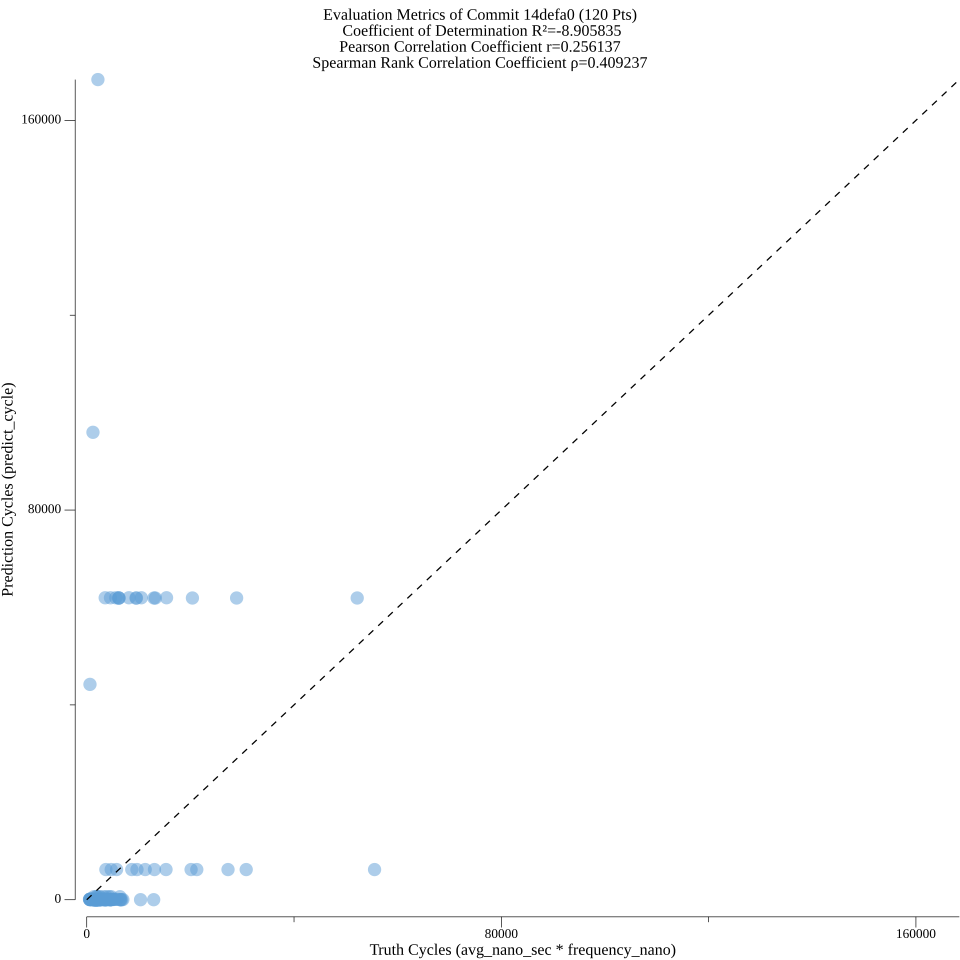 Evaluation Metrics of Commit 14defa0 (120 Pts)
Coefficient of Determination R²=-8.905835
Pearson Correlation Coefficient r=0.256137
Spearman Rank Correlation Coefficient ρ=0.409237
160000
80000
0
Prediction Cycles (predict_cycle)
0
80000
160000
Truth Cycles (avg_nano_sec * frequency_nano)